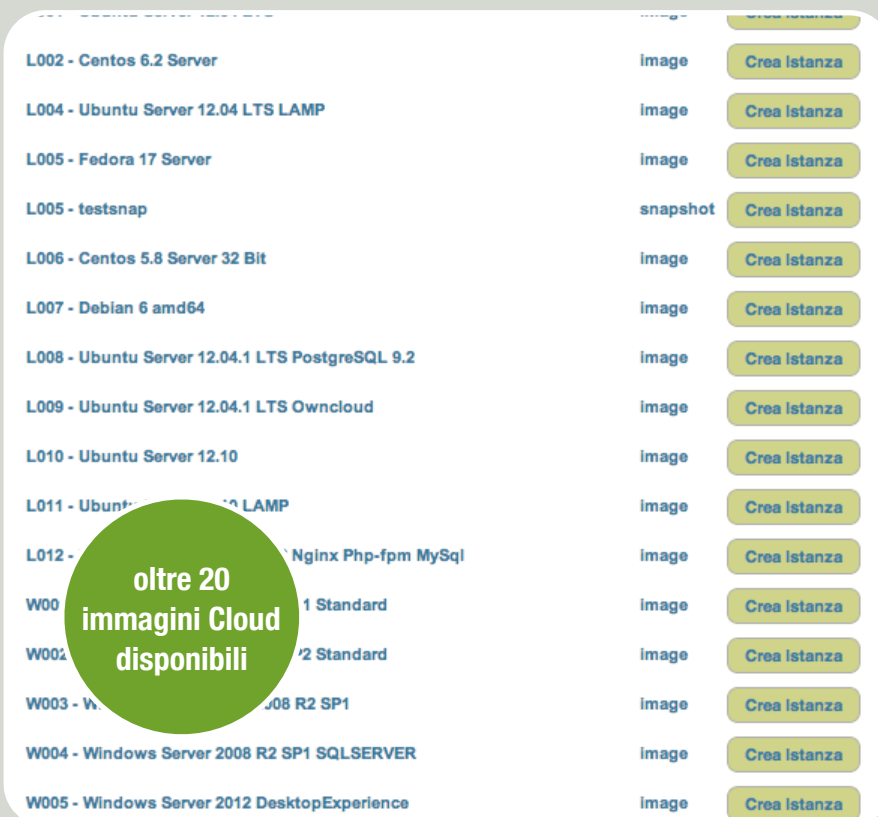 L002 - Centos 6.2 Server image Crea Istanza
L004 - Ubuntu Server 12.04 LTS LAMP image Crea Istanza
L005 - Fedora 17 Server image Crea Istanza
L005 - testsnap snapshot Crea Istanza
L006 - Centos 5.8 Server 32 Bit image Crea Istanza
L007 - Debian 6 amd64 image Crea Istanza
L008 - Ubuntu Server 12.04.1 LTS PostgreSQL 9.2 image Crea Istanza
L009 - Ubuntu Server 12.04.1 LTS Owncloud image Crea Istanza
L010 - Ubuntu Server 12.10 image Crea Istanza
L011 - LAMP image Crea Istanza
L012 - Nginx Php-fpm MySql image Crea Istanza
Standard image Crea Istanza
Standard image Crea Istanza
W003 - R2 SP1 image Crea Istanza
W004 - Windows Server 2008 R2 SP1 SQLSERVER image Crea Istanza
W005 - Windows Server 2012 DesktopExperience image Crea Istanza
oltre 20
immagini Cloud
disponibili